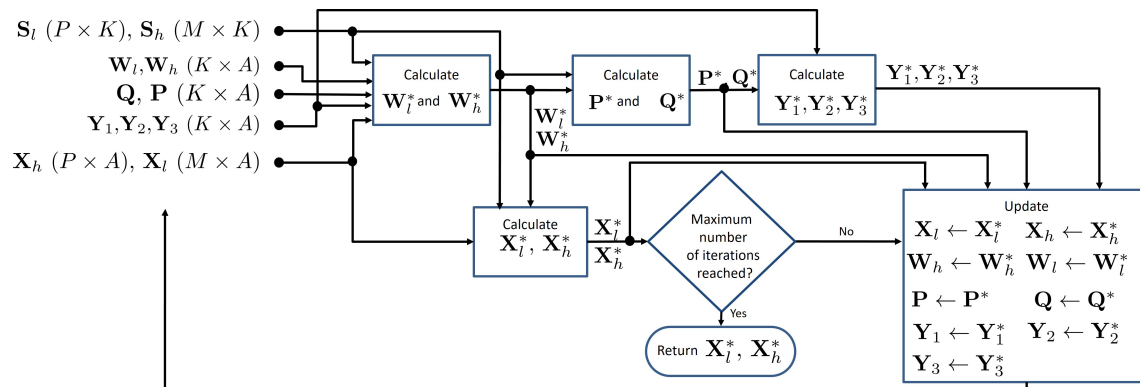 S_l (P × K), S_h (M × K)
W_l,W_h (K × A)
Q, P (K × A)
Y_1,Y_2,Y_3 (K × A)
X_h (P × A), X_l (M × A)
Calculate
W_l^* and W_h^*
Calculate
P^* and Q^*
P^* Q^*
Calculate
Y_1^*,Y_2^*,Y_3^*
Y_1^*,Y_2^*,Y_3^*
W_l^*
W_h^*
Calculate
X_l^*, X_h^*
X_l^*
X_h^*
Maximum
number
of iterations
reached?
No
Yes
Return X_l^*, X_h^*
Update
X_l ← X_l^* X_h ← X_h^*
W_h ← W_h^* W_l ← W_l^*
P ← P^* Q ← Q^*
Y_1 ← Y_1^* Y_2 ← Y_2^*
Y_3 ← Y_3^*